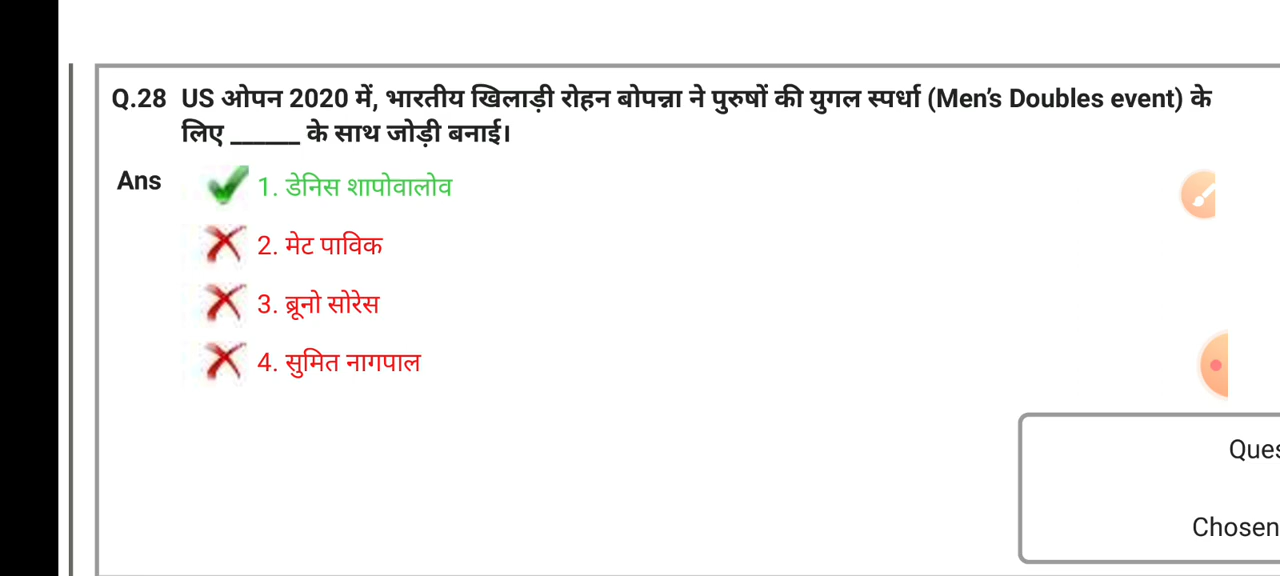 Q.28 US ओपन 2020 में, भारतीय खिलाड़ी रोहन बोपन्ना ने पुरुषों की युगल स्पर्धा (Men's Doubles event) के
लिए ______ के साथ जोड़ी बनाई।
Ans 1. डेनिस शापोवालोव
2. मेट पाविक
3. ब्रूनो सोरेस
4. सुमित नागपाल
Ques
Chosen